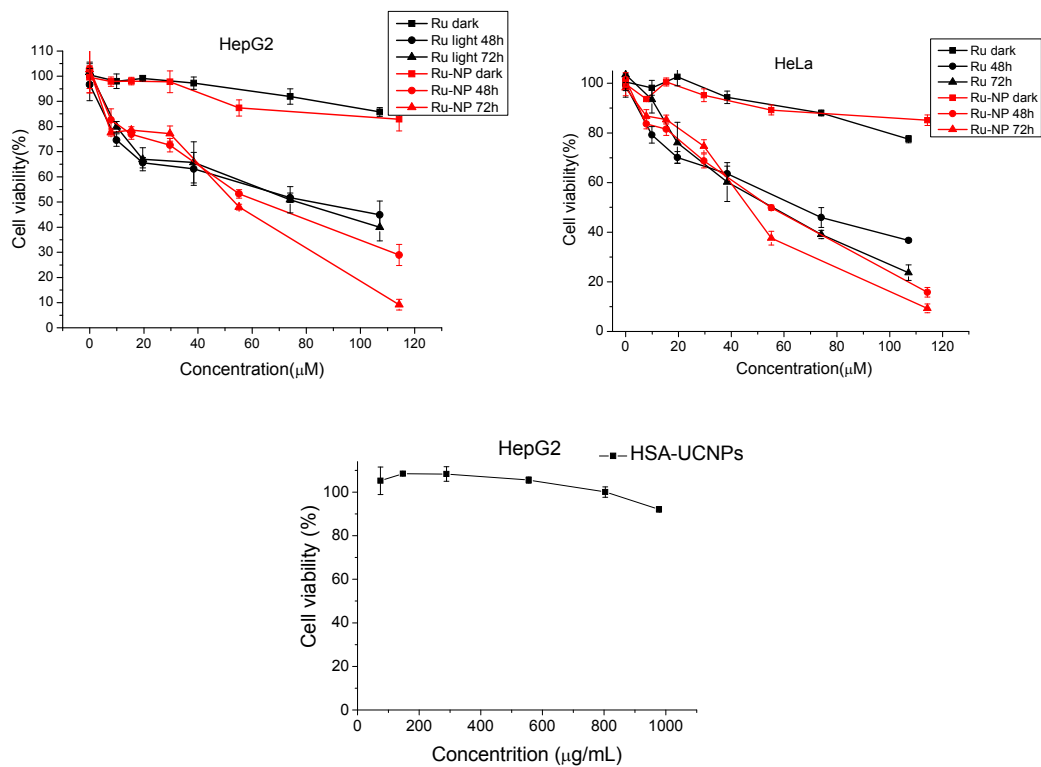 HepG2
Ru dark
Ru light 48h
Ru light 72h
Ru-NP dark
Ru-NP 48h
Ru-NP 72h
Cell viability(%)
110
100
90
80
70
60
50
40
30
20
10
0
0 20 40 60 80 100 120 140
Concentration(μM)
HeLa
Ru dark
Ru 48h
Ru 72h
Ru-NP dark
Ru-NP 48h
Ru-NP 72h
Cell viability(%)
100
80
60
40
20
0
0 20 40 60 80 100 120
Concentration(μM)
HepG2
HSA-UCNPs
Cell viability (%)
100
80
60
40
20
0
0 200 400 600 800 1000
Concentrition (μg/mL)